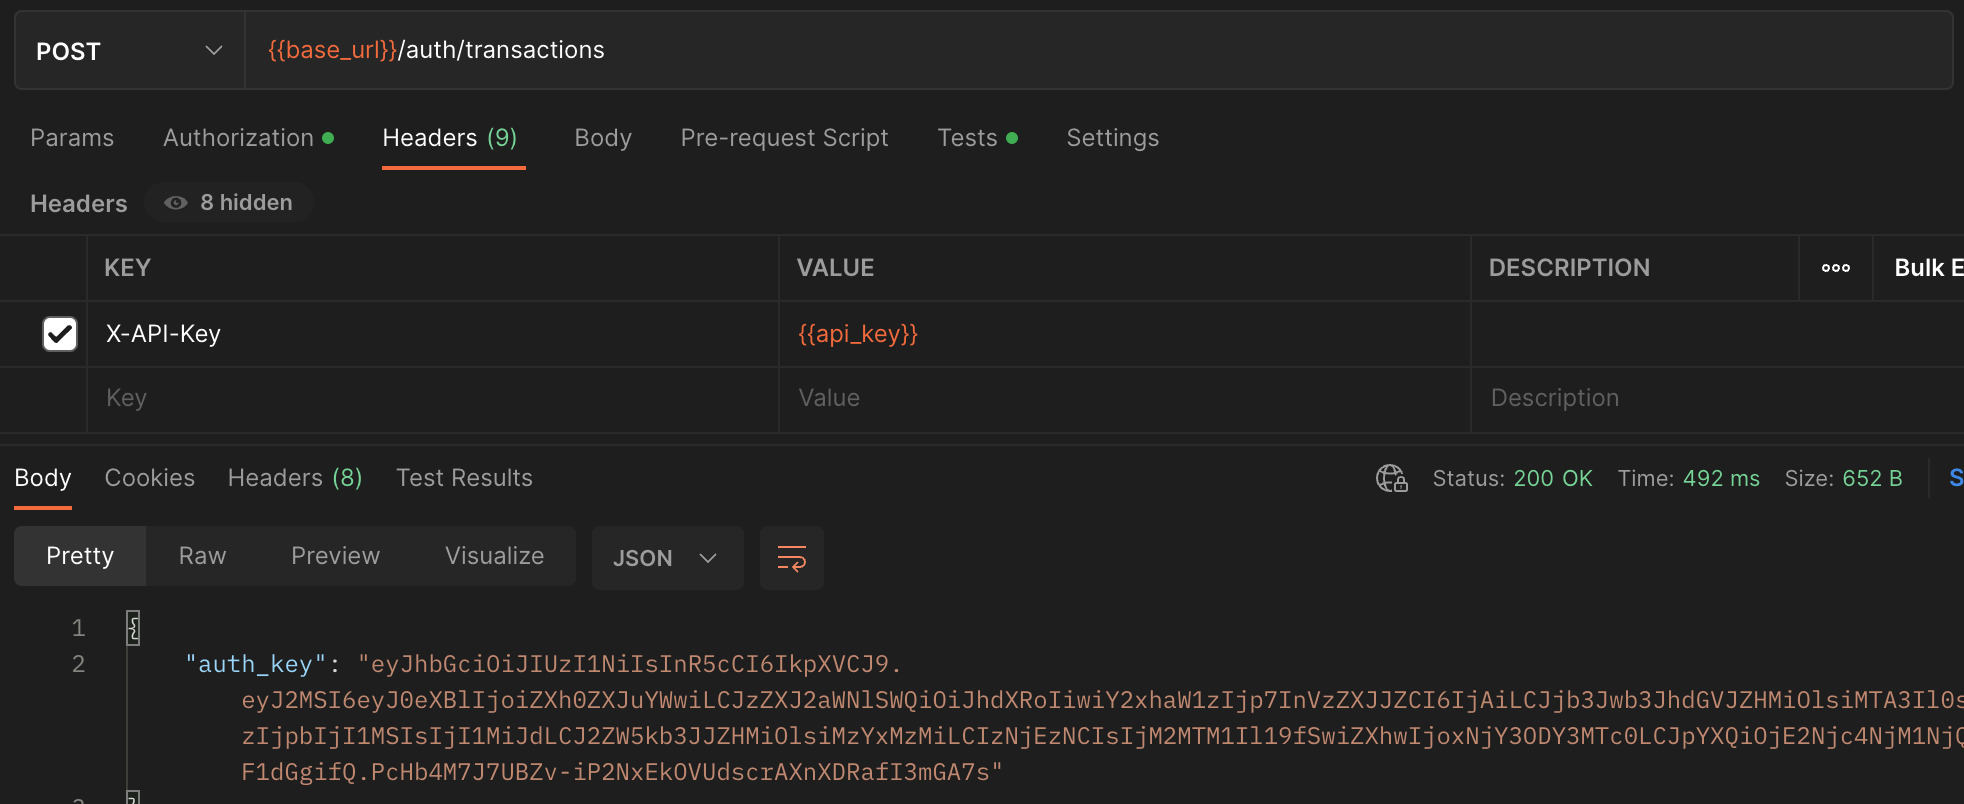 POST
{{base_url}}/auth/transactions
Params Authorization Headers (9) Body Pre-request Script Tests Settings
Headers 8 hidden
KEY VALUE DESCRIPTION ooo Bulk E
X-API-Key {{api_key}}
Key Value Description
Body Cookies Headers (8) Test Results Status: 200 OK Time: 492 ms Size: 652 B S
Pretty Raw Preview Visualize JSON
1 {
2 "auth_key": "eyJhbGciOiJIUzI1NiIsInR5cCI6IkpXVCJ9.
eyJ2MSI6eyJ0eXBlIjoiZXh0ZXJuYWwiLCJzZXJ2aWNlSWQiOiJhdXRoIiwiY2xhaW1zIjp7InVzZXJJZCI6IjAiLCJjb3Jwb3JhdGVJZHMiOlsiMTA3Il0s
zIjpbIjI1MSIsIjI1MiJdLCJ2ZW5kb3JJZHMiOlsiMzYxMzMiLCIzNjEzNCIsIjM2MTM1Il19fSwiZXhwIjoxNjY3ODY3MTc0LCJpYXQiOjE2Njc4NjM1NjQ
F1dGgifQ.PcHb4M7J7UBZv-iP2NxEkOVUdscrAXnXDRafI3mGA7s"